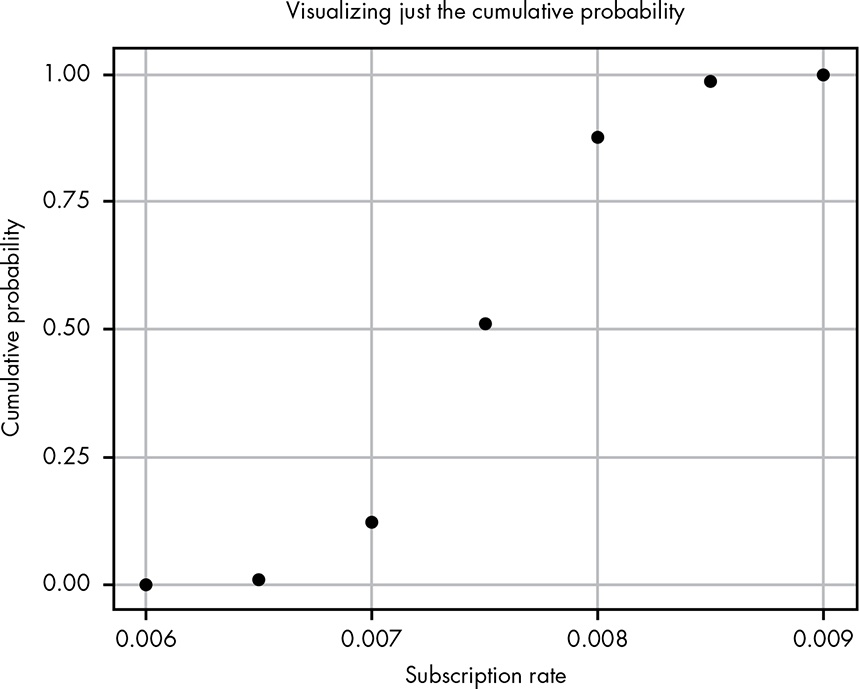 Visualizing just the cumulative probability
1.00
0.75
0.50
0.25
0.00
Cumulative probability
0.006 0.007 0.008 0.009
Subscription rate